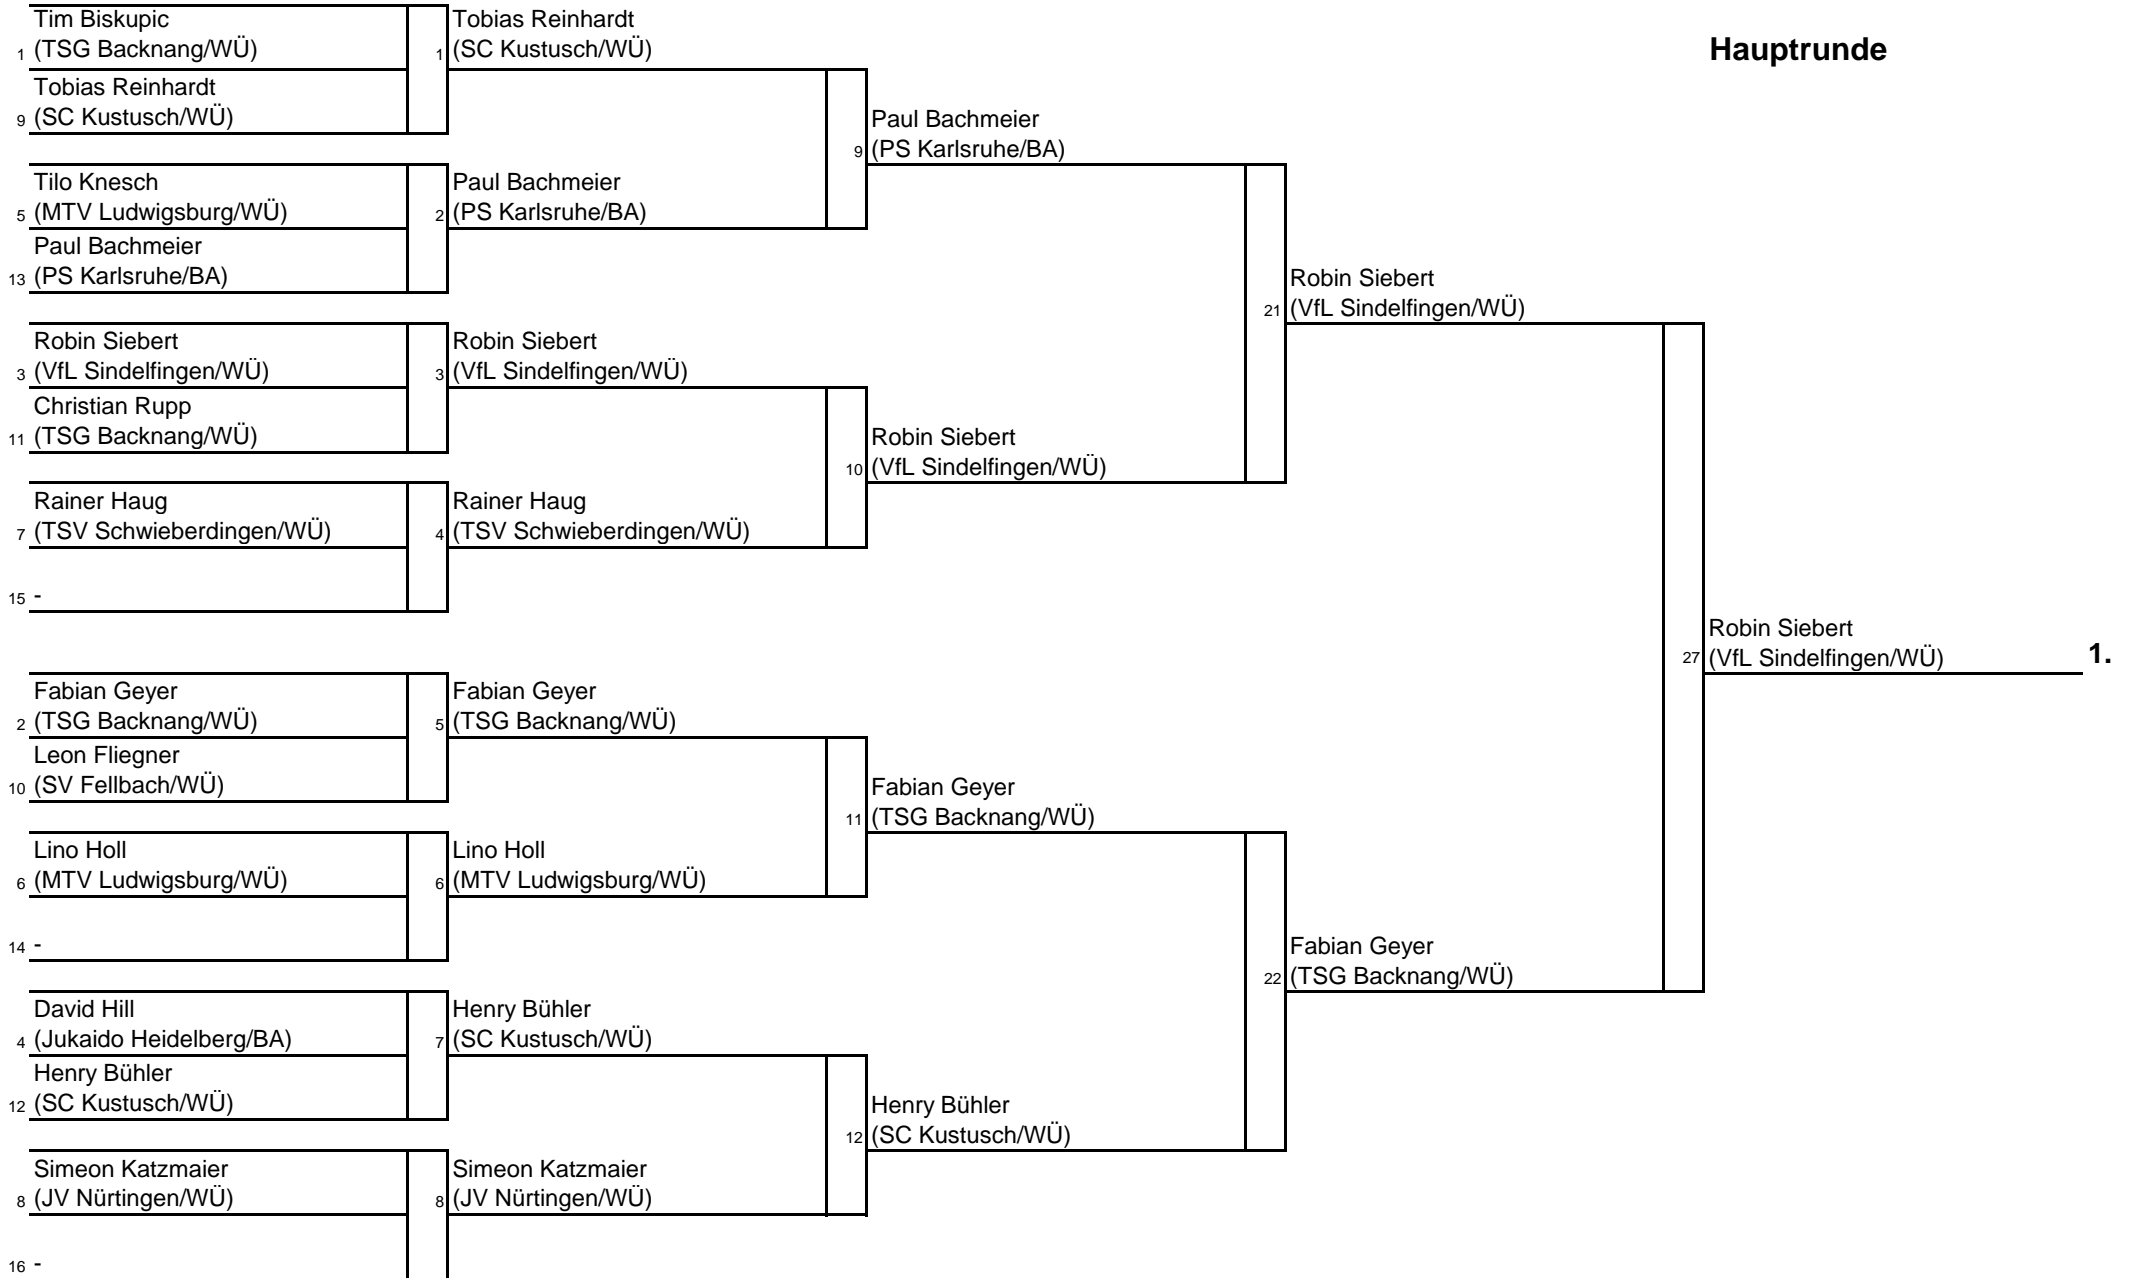 Hauptrunde
Tim Biskupic
1 (TSG Backnang/WÜ)
Tobias Reinhardt
9 (SC Kustusch/WÜ)
Tilo Knesch
5 (MTV Ludwigsburg/WÜ)
Paul Bachmeier
13 (PS Karlsruhe/BA)
Robin Siebert
3 (VfL Sindelfingen/WÜ)
Christian Rupp
11 (TSG Backnang/WÜ)
Rainer Haug
7 (TSV Schwieberdingen/WÜ)
15 -
Fabian Geyer
2 (TSG Backnang/WÜ)
Leon Fliegner
10 (SV Fellbach/WÜ)
Lino Holl
6 (MTV Ludwigsburg/WÜ)
14 -
David Hill
4 (Jukaido Heidelberg/BA)
Henry Bühler
12 (SC Kustusch/WÜ)
Simeon Katzmaier
8 (JV Nürtingen/WÜ)
16 -
Tobias Reinhardt
1 (SC Kustusch/WÜ)
Paul Bachmeier
2 (PS Karlsruhe/BA)
Robin Siebert
3 (VfL Sindelfingen/WÜ)
Rainer Haug
4 (TSV Schwieberdingen/WÜ)
Fabian Geyer
5 (TSG Backnang/WÜ)
Lino Holl
6 (MTV Ludwigsburg/WÜ)
Henry Bühler
7 (SC Kustusch/WÜ)
Simeon Katzmaier
8 (JV Nürtingen/WÜ)
Paul Bachmeier
9 (PS Karlsruhe/BA)
Robin Siebert
10 (VfL Sindelfingen/WÜ)
Fabian Geyer
11 (TSG Backnang/WÜ)
Henry Bühler
12 (SC Kustusch/WÜ)
Robin Siebert
21 (VfL Sindelfingen/WÜ)
Fabian Geyer
22 (TSG Backnang/WÜ)
Robin Siebert
27 (VfL Sindelfingen/WÜ) 1.